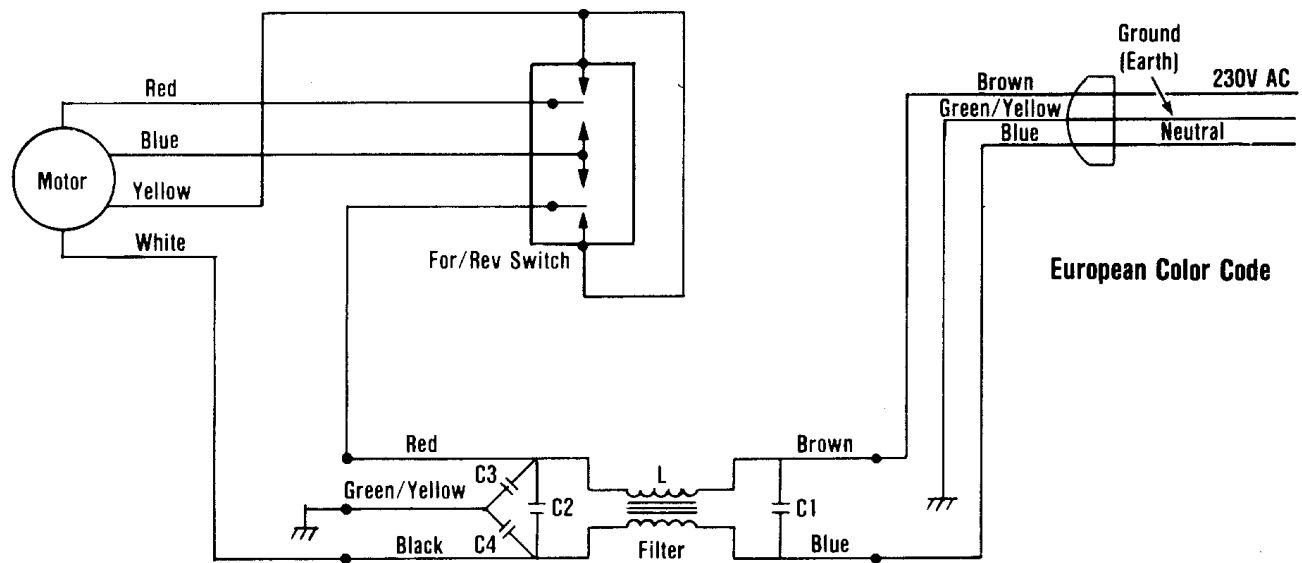 Ground
(Earth)
Brown
230V AC
Green/Yellow
Blue
Neutral
Red
Blue
Motor
Yellow
White
For/Rev Switch
European Color Code
Red
Brown
C3
L
Green/Yellow
C2
C1
C4
Black
Filter
Blue